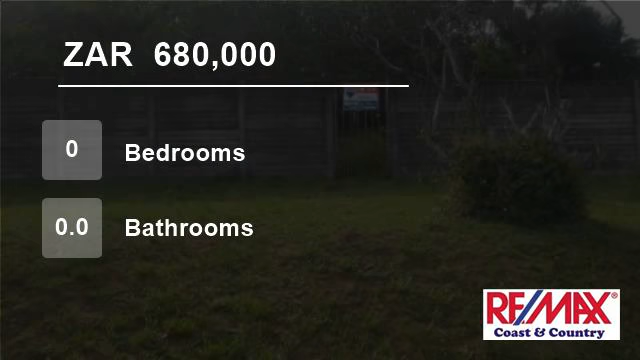 ZAR 680,000
0 Bedrooms
0.0 Bathrooms
RE/MAX®
Coast & Country